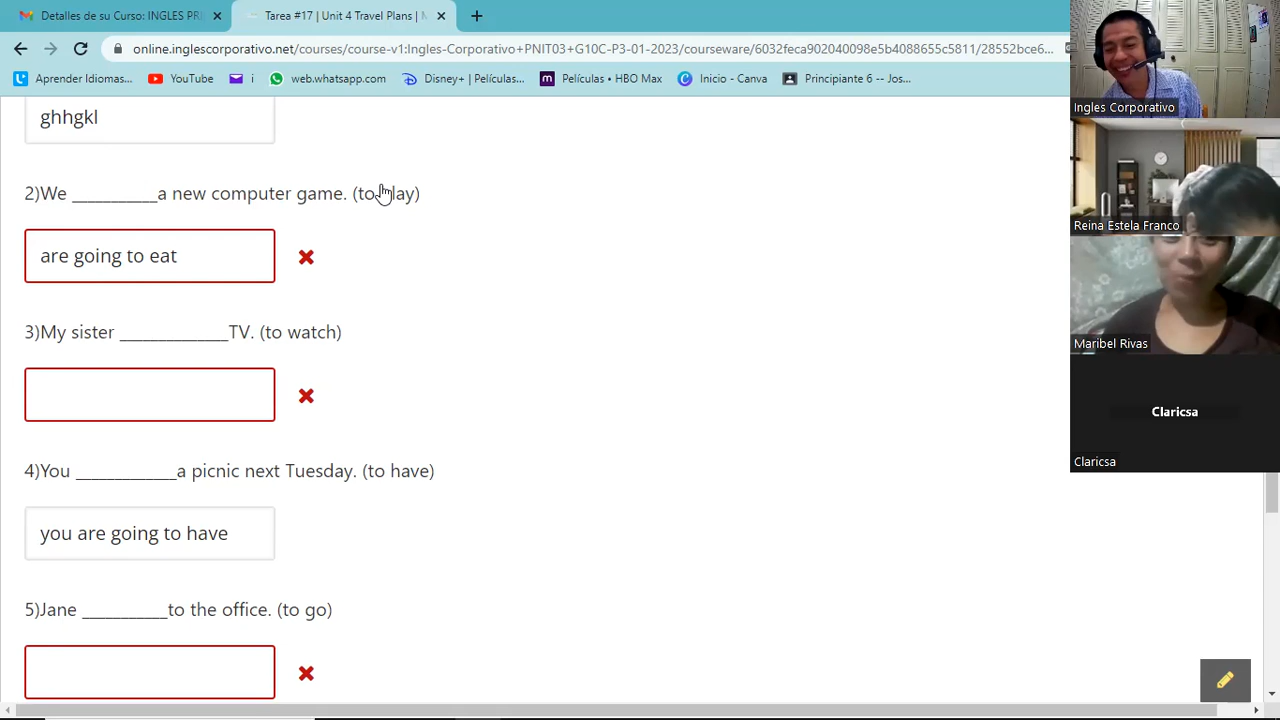 Detalles de su Curso: INGLES PRI
Tarea #17 | Unit 4 Travel Plans |
online.inglescorporativo.net/courses/course-v1:Ingles-Corporativo+PNIT03+G10C-P3-01-2023/courseware/6032feca902040098e5b4088655c5811/28552bce6...
Aprender Idiomas...
YouTube
i
web.whatsapp.com
Disney+ | Películas...
Películas • HBO Max
Inicio - Canva
Principiante 6 -- Jos...
ghhgkl
2)We ___________a new computer game. (to play)
are going to eat
3)My sister ______________TV. (to watch)
4)You _____________a picnic next Tuesday. (to have)
you are going to have
5)Jane ___________to the office. (to go)
Ingles Corporativo
Reina Estela Franco
Maribel Rivas
Claricsa
Claricsa